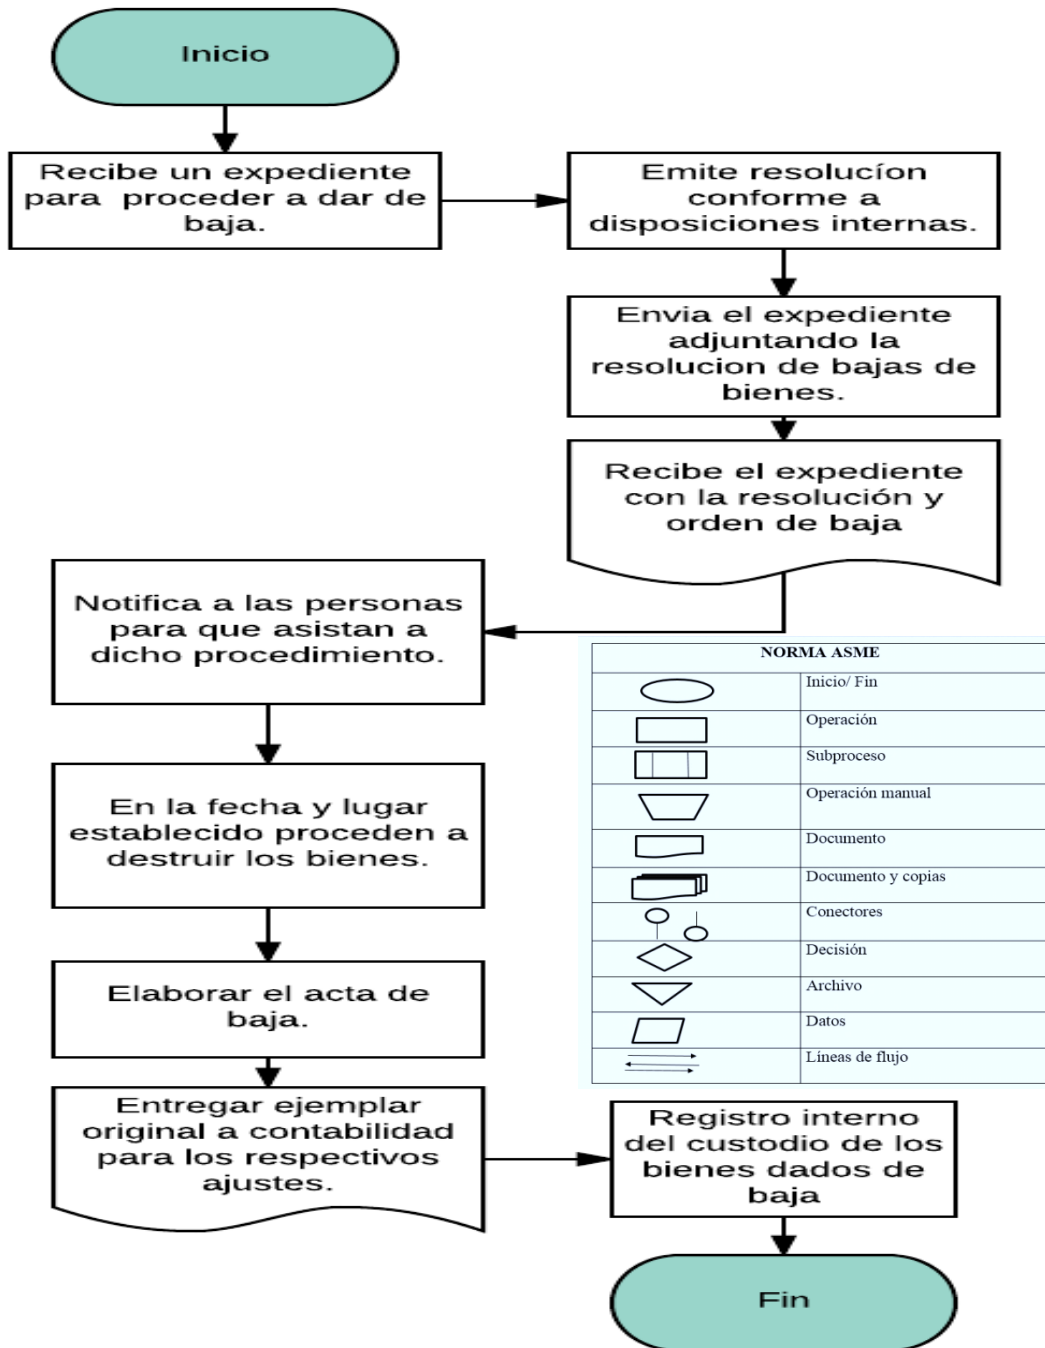 Inicio
Recibe un expediente
para proceder a dar de
baja.
Emite resolucíon
conforme a
disposiciones internas.
Envia el expediente
adjuntando la
resolucion de bajas de
bienes.
Recibe el expediente
con la resolución y
orden de baja
Notifica a las personas
para que asistan a
dicho procedimiento.
En la fecha y lugar
establecido proceden a
destruir los bienes.
Elaborar el acta de
baja.
Entregar ejemplar
original a contabilidad
para los respectivos
ajustes.
Registro interno
del custodio de los
bienes dados de
baja
Fin
NORMA ASME
Inicio/ Fin
Operación
Subproceso
Operación manual
Documento
Documento y copias
Conectores
Decisión
Archivo
Datos
Líneas de flujo